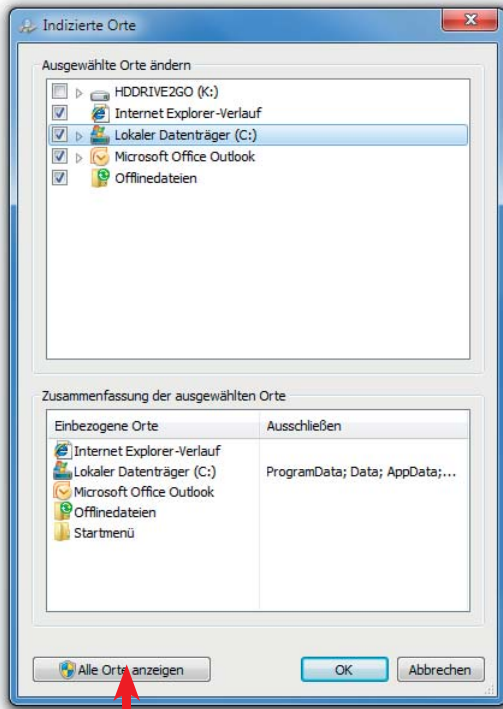 Indizierte Orte
Ausgewählte Orte ändern
HDDRIVE2GO (K:)
Internet Explorer-Verlauf
Lokaler Datenträger (C:)
Microsoft Office Outlook
Offlinedateien
Zusammenfassung der ausgewählten Orte
Einbezogene Orte Ausschließen
Internet Explorer-Verlauf
Lokaler Datenträger (C:) ProgramData; Data; AppData;...
Microsoft Office Outlook
Offlinedateien
Startmenü
Alle Orte anzeigen OK Abbrechen